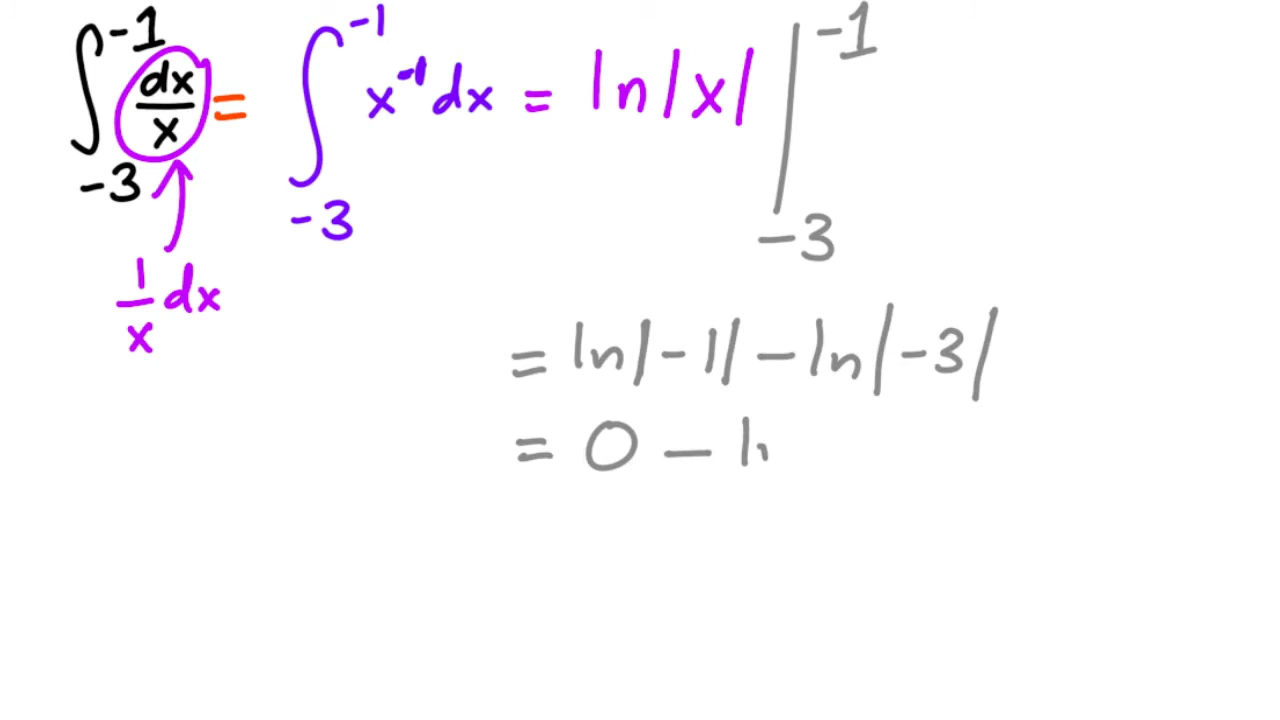 ∫_{-3}^{-1} dx/x = ∫_{-3}^{-1} x^{-1} dx = ln|x| |_{-3}^{-1}
1/x dx
= ln|-1| - ln|-3|
= 0 -